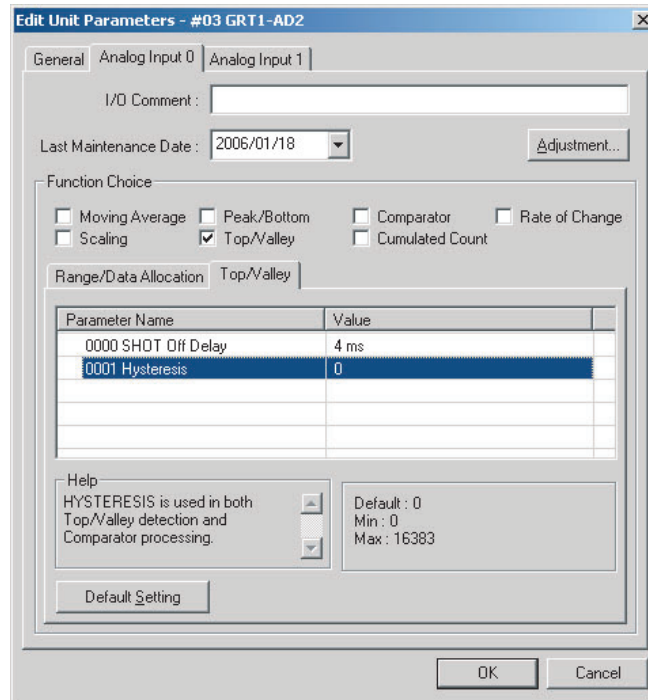 Edit Unit Parameters - #03 GRT1-AD2
General Analog Input 0 Analog Input 1
I/O Comment :
Last Maintenance Date : 2006/01/18 Adjustment...
Function Choice
Moving Average Peak/Bottom Comparator Rate of Change
Scaling Top/Valley Cumulated Count
Range/Data Allocation Top/Valley
Parameter Name Value
0000 SHOT Off Delay 4 ms
0001 Hysteresis 0
Help
HYSTERESIS is used in both
Top/Valley detection and
Comparator processing.
Default : 0
Min : 0
Max : 16383
Default Setting
OK Cancel